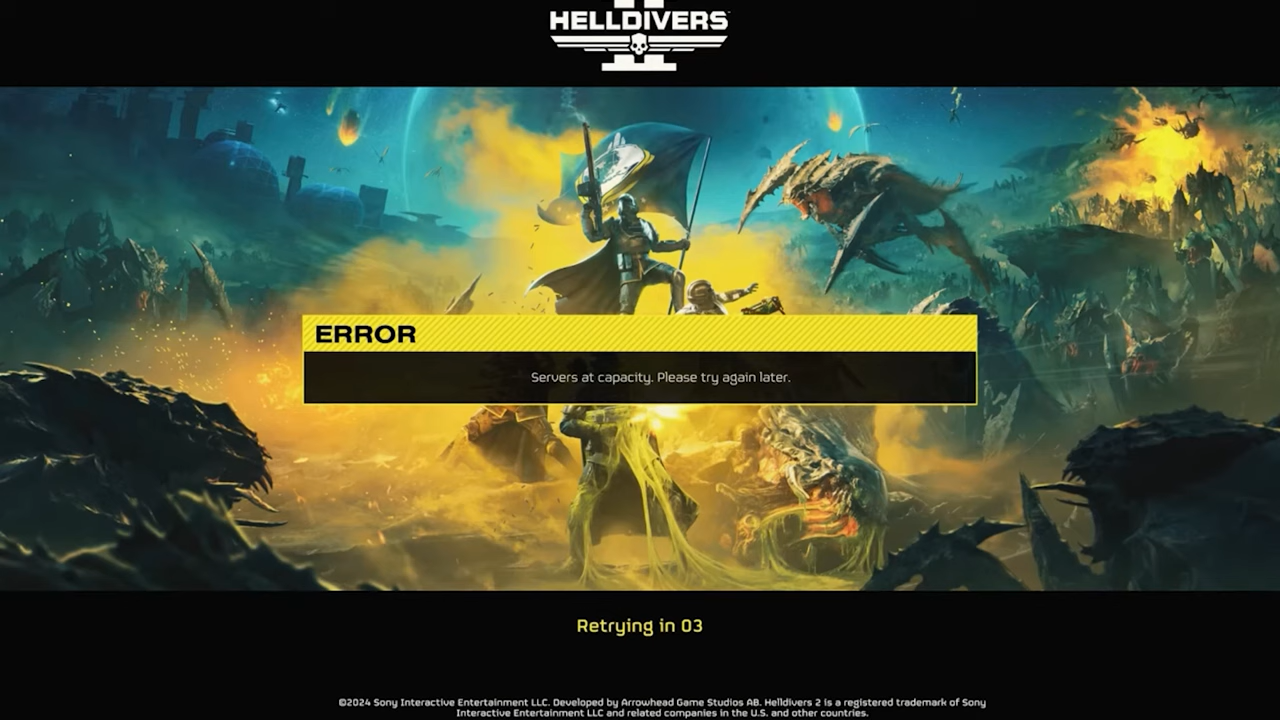 HELLDIVERS
II
ERROR
Servers at capacity. Please try again later.
Retrying in 03
©2024 Sony Interactive Entertainment LLC. Developed by Arrowhead Game Studios AB. Helldivers 2 is a registered trademark of Sony
Interactive Entertainment LLC and related companies in the U.S. and other countries.